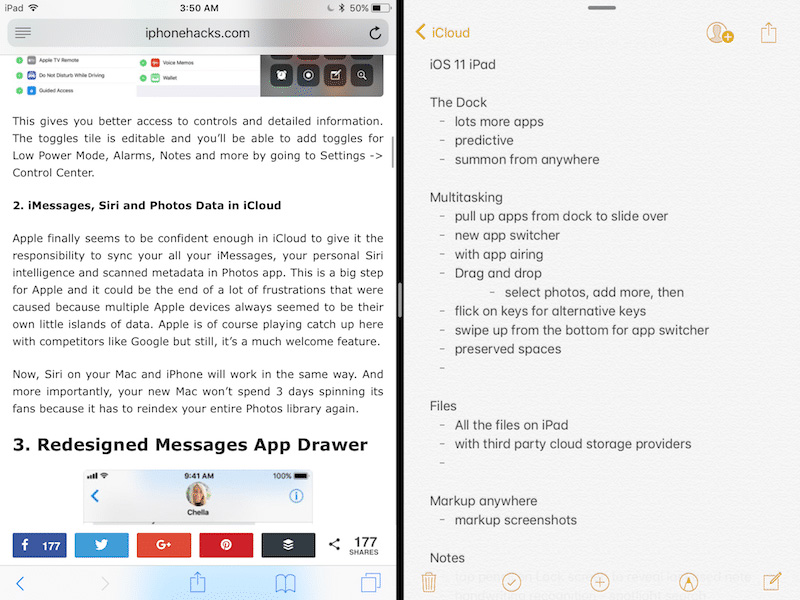 iPad 3:50 AM 50%
iphonehacks.com
Apple TV Remote
Do Not Disturb While Driving
Guided Access
Voice Memos
Wallet
This gives you better access to controls and detailed information.
The toggles tile is editable and you'll be able to add toggles for
Low Power Mode, Alarms, Notes and more by going to Settings ->
Control Center.
2. iMessages, Siri and Photos Data in iCloud
Apple finally seems to be confident enough in iCloud to give it the
responsibility to sync your all your iMessages, your personal Siri
intelligence and scanned metadata in Photos app. This is a big step
for Apple and it could be the end of a lot of frustrations that were
caused because multiple Apple devices always seemed to be their
own little islands of data. Apple is of course playing catch up here
with competitors like Google but still, it's a much welcome feature.
Now, Siri on your Mac and iPhone will work in the same way. And
more importantly, your new Mac won't spend 3 days spinning its
fans because it has to reindex your entire Photos library again.
3. Redesigned Messages App Drawer
9:41 AM 100%
Chella
177
G+
177
SHARES
iCloud
iOS 11 iPad
The Dock
- lots more apps
- predictive
- summon from anywhere
Multitasking
- pull up apps from dock to slide over
- new app switcher
- with app airing
- Drag and drop
- select photos, add more, then
- flick on keys for alternative keys
- swipe up from the bottom for app switcher
- preserved spaces
-
Files
- All the files on iPad
- with third party cloud storage providers
-
Markup anywhere
- markup screenshots
Notes